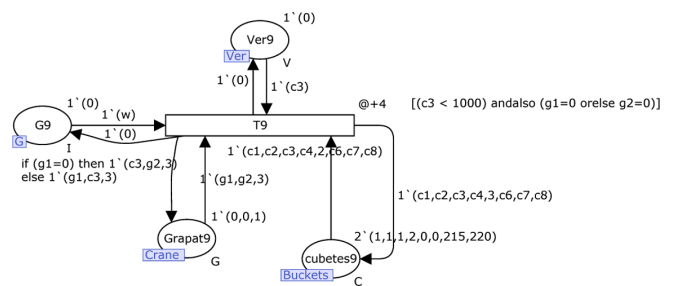 1`(0)
Ver9
Ver
V
1`(0)
1`(c3)
@+4
[(c3 < 1000) andalso (g1=0 orelse g2=0)]
1`(0)
1`(w)
G9
T9
1`(0)
G
I
if (g1=0) then 1`(c3,g2,3)
else 1`(g1,c3,3)
1`(c1,c2,c3,c4,2,c6,c7,c8)
1`(g1,g2,3)
1`(c1,c2,c3,c4,3,c6,c7,c8)
1`(0,0,1)
Grapat9
Crane
G
2`(1,1,1,2,0,0,215,220)
cubetes9
Buckets
C